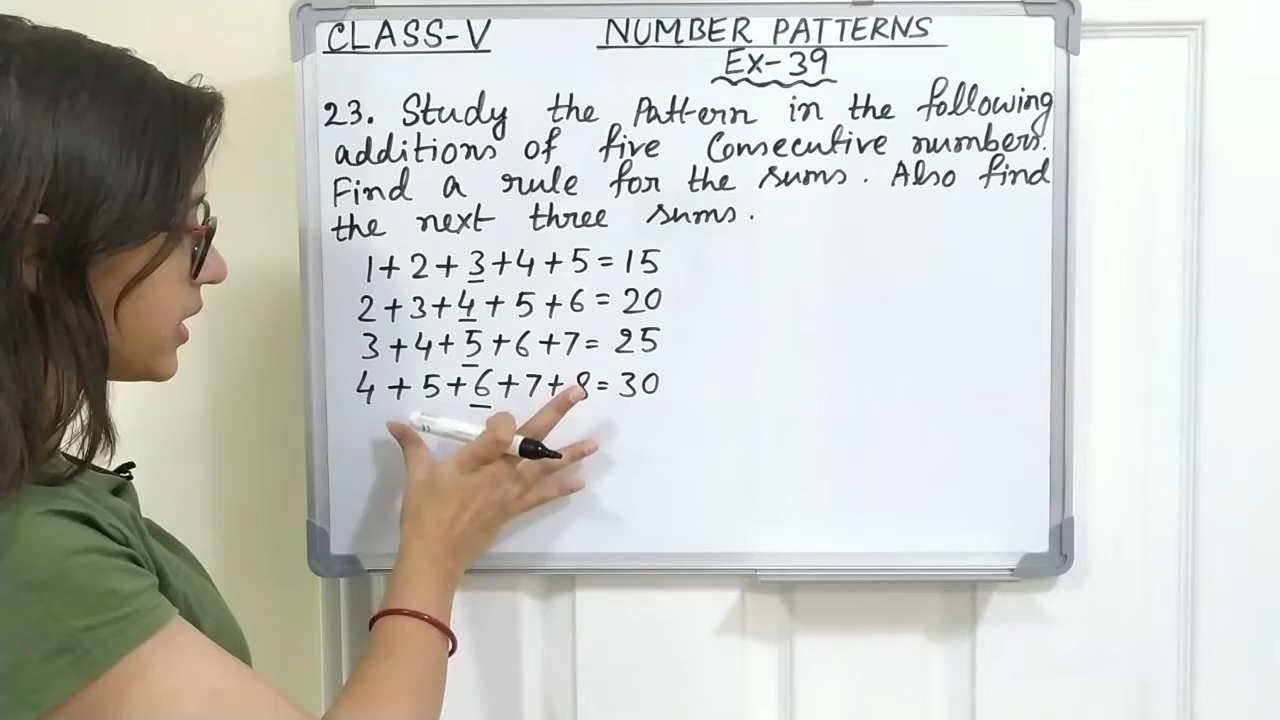 CLASS-V NUMBER PATTERNS
EX-39
23. Study the Pattern in the following
additions of five Consecutive numbers.
Find a rule for the sums. Also find
the next three sums.
1+2+3+4+5=15
2+3+4+5+6=20
3+4+5+6+7=25
4+5+6+7+8=30